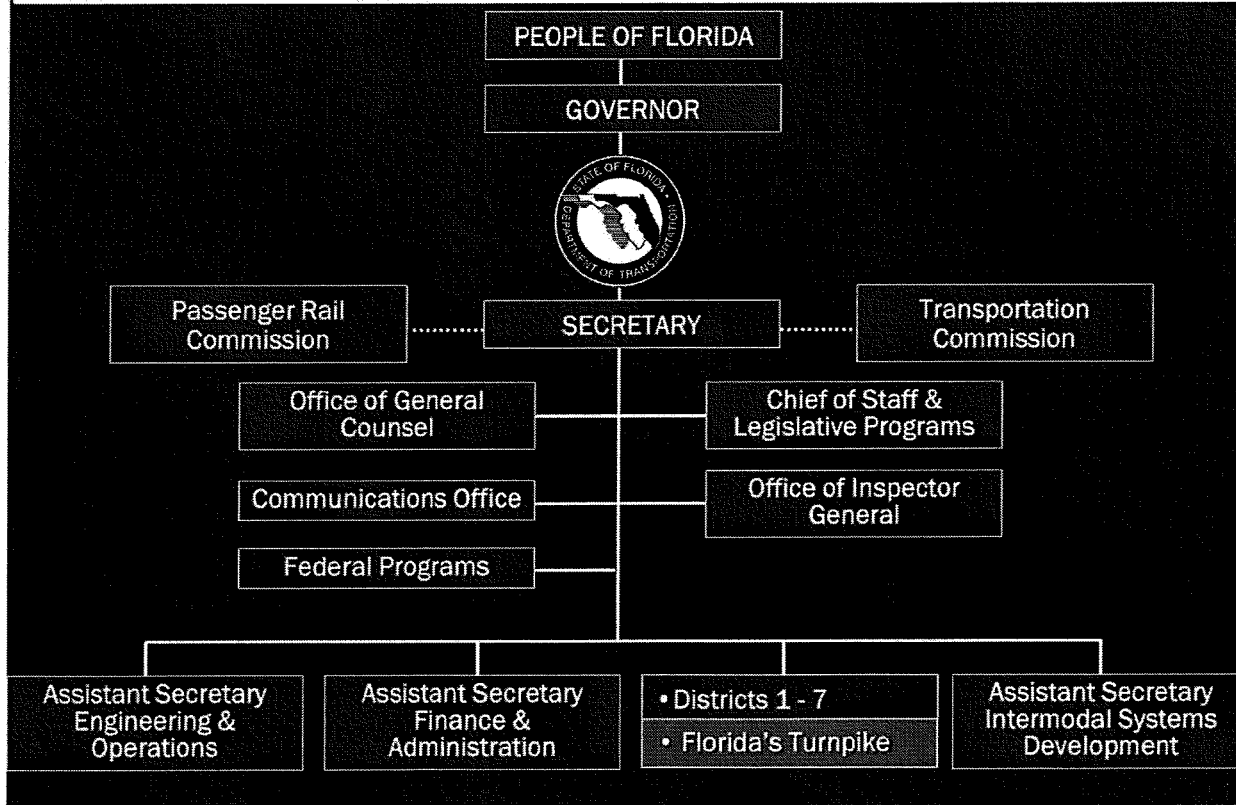 PEOPLE OF FLORIDA
GOVERNOR
STATE OF FLORIDA
DEPARTMENT OF TRANSPORTATION
Passenger Rail
Commission
SECRETARY
Transportation
Commission
Office of General
Counsel
Chief of Staff &
Legislative Programs
Communications Office
Office of Inspector
General
Federal Programs
Assistant Secretary
Engineering &
Operations
Assistant Secretary
Finance &
Administration
• Districts 1 - 7
• Florida's Turnpike
Assistant Secretary
Intermodal Systems
Development